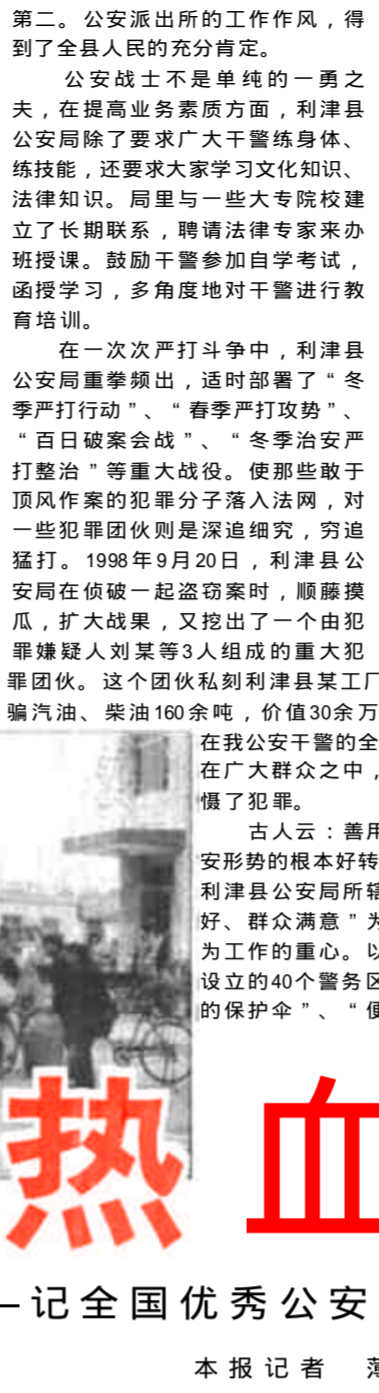 第二。公安派出所的工作作风，得
到了全县人民的充分肯定。
公安战士不是单纯的一勇之
夫，在提高业务素质方面，利津县
公安局除了要求广大干警练身体、
练技能，还要求大家学习文化知识、
法律知识。局里与一些大专院校建
立了长期联系，聘请法律专家来办
班授课。鼓励干警参加自学考试，
函授学习，多角度地对干警进行教
育培训。
在一次次严打斗争中，利津县
公安局重拳频出，适时部署了“冬
季严打行动”、“春季严打攻势”、
“百日破案会战”、“冬季治安严
打整治”等重大战役。使那些敢于
顶风作案的犯罪分子落入法网，对
一些犯罪团伙则是深追细究，穷追
猛打。1998年9月20日，利津县公
安局在侦破一起盗窃案时，顺藤摸
瓜，扩大战果，又挖出了一个由犯
罪嫌疑人刘某等3人组成的重大犯
罪团伙。这个团伙私刻利津县某工厂
骗汽油、柴油160余吨，价值30余万
在我公安干警的全
在广大群众之中，
慑了犯罪。
古人云：善用
安形势的根本好转
利津县公安局所辖
好、群众满意”为
为工作的重心。以
设立的40个警务区
的保护伞”、“便
热血
记全国优秀公安
本报记者 薄